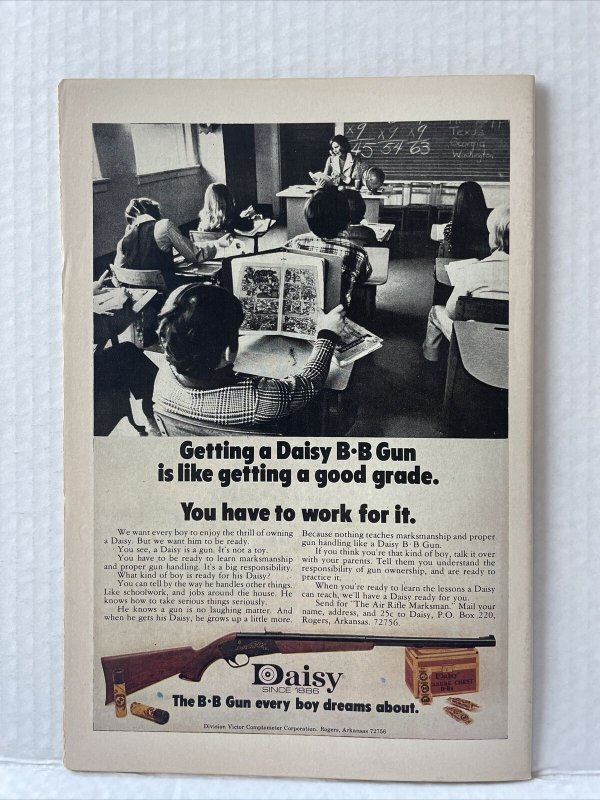 x9 x9 x9
45 54 63
Texas
Georgia
Washington
Getting a Daisy B·B Gun
is like getting a good grade.
You have to work for it.
We want every boy to enjoy the thrill of owning
a Daisy. But we want him to be ready.
You see, a Daisy is a gun. It's not a toy.
You have to be ready to learn marksmanship
and proper gun handling. It's a big responsibility.
What kind of boy is ready for his Daisy?
You can tell by the way he handles other things.
Like schoolwork, and jobs around the house. He
knows how to take serious things seriously.
He knows a gun is no laughing matter. And
when he gets his Daisy, he grows up a little more.
Because nothing teaches marksmanship and proper
gun handling like a Daisy B·B Gun.
If you think you're that kind of boy, talk it over
with your parents. Tell them you understand the
responsibility of gun ownership, and are ready to
practice it.
When you're ready to learn the lessons a Daisy
can teach, we'll have a Daisy ready for you.
Send for "The Air Rifle Marksman." Mail your
name, address, and 25c to Daisy, P.O. Box 220,
Rogers, Arkansas. 72756.
Daisy
SINCE 1886
Daisy
The B·B Gun every boy dreams about.
Division Victor Comptometer Corporation, Rogers, Arkansas 72756